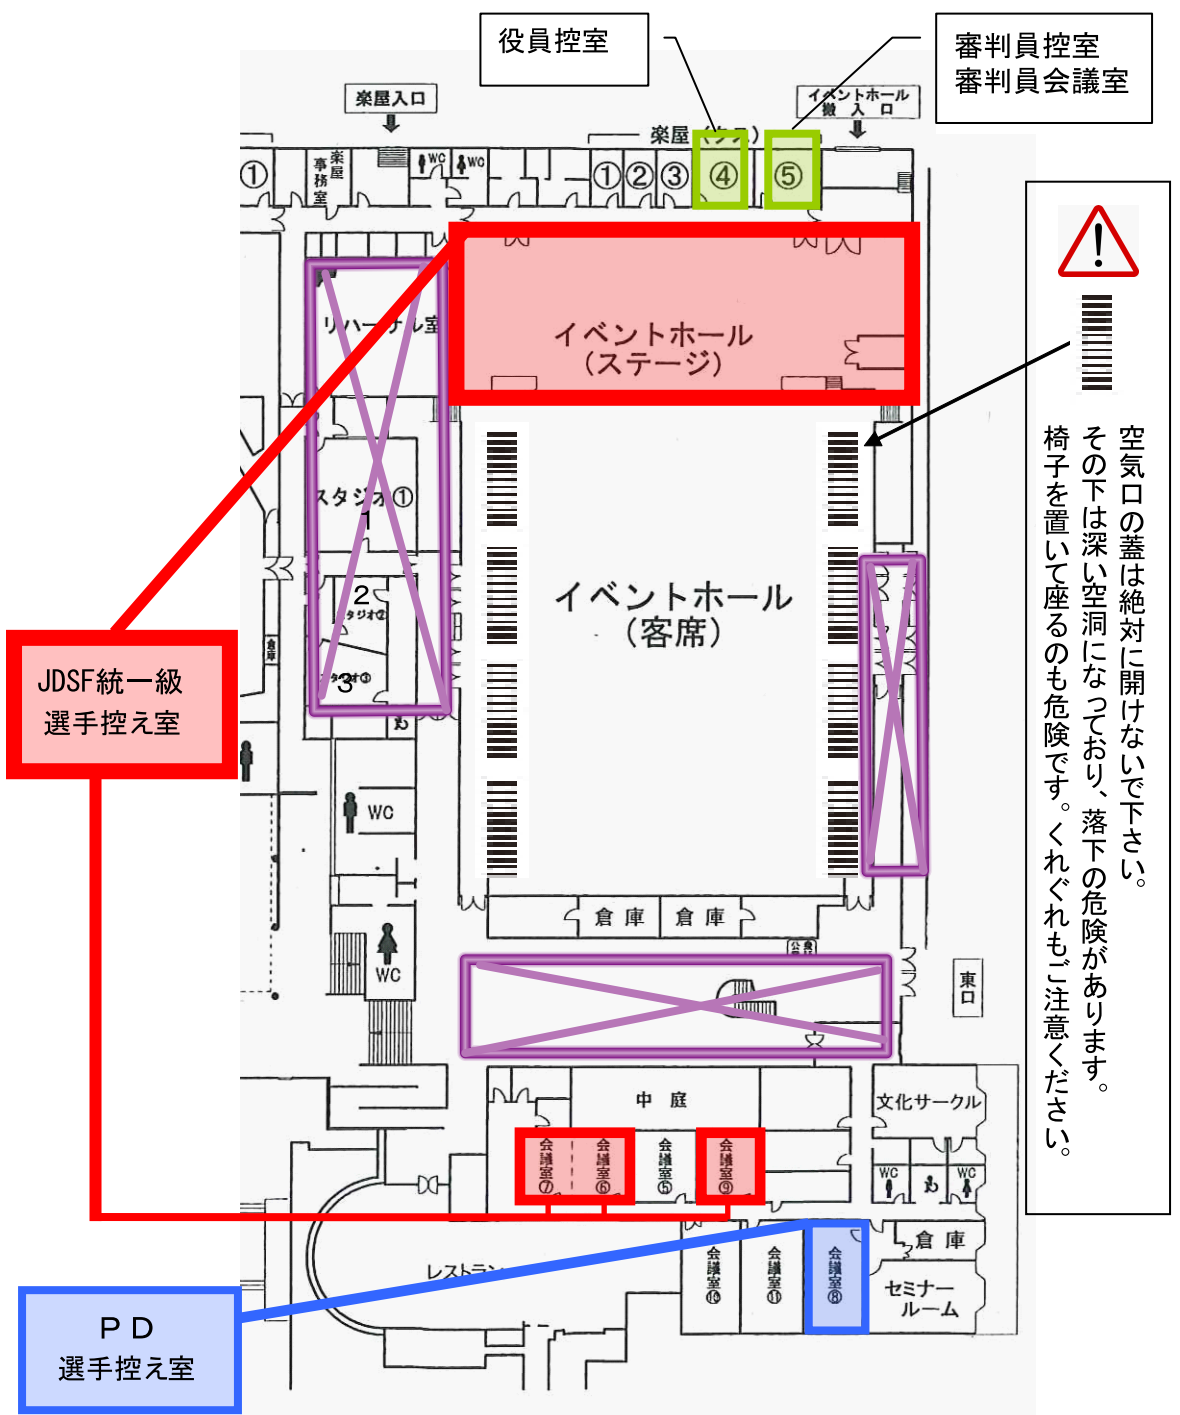 役員控室
審判員控室
審判員会議室
楽屋入口
イベントホール
搬入口
楽屋
①
楽屋
事務室
WC
WC
①
②
③
④
⑤
リハーサル室
イベントホール
(ステージ)
スタジオ①
1
2
スタジオ②
3
倉庫
イベントホール
(客席)
JDSF統一級
選手控え室
WC
WC
倉庫
倉庫
東口
中庭
文化サークル
会議室⑦
会議室⑥
会議室⑤
会議室⑨
WC
WC
会議室⑩
会議室⑪
会議室⑧
倉庫
セミナー
ルーム
レストラン
PD
選手控え室
空気口の蓋は絶対に開けないで下さい。
その下は深い空洞になっており、落下の危険があります。
椅子を置いて座るのも危険です。くれぐれもご注意ください。